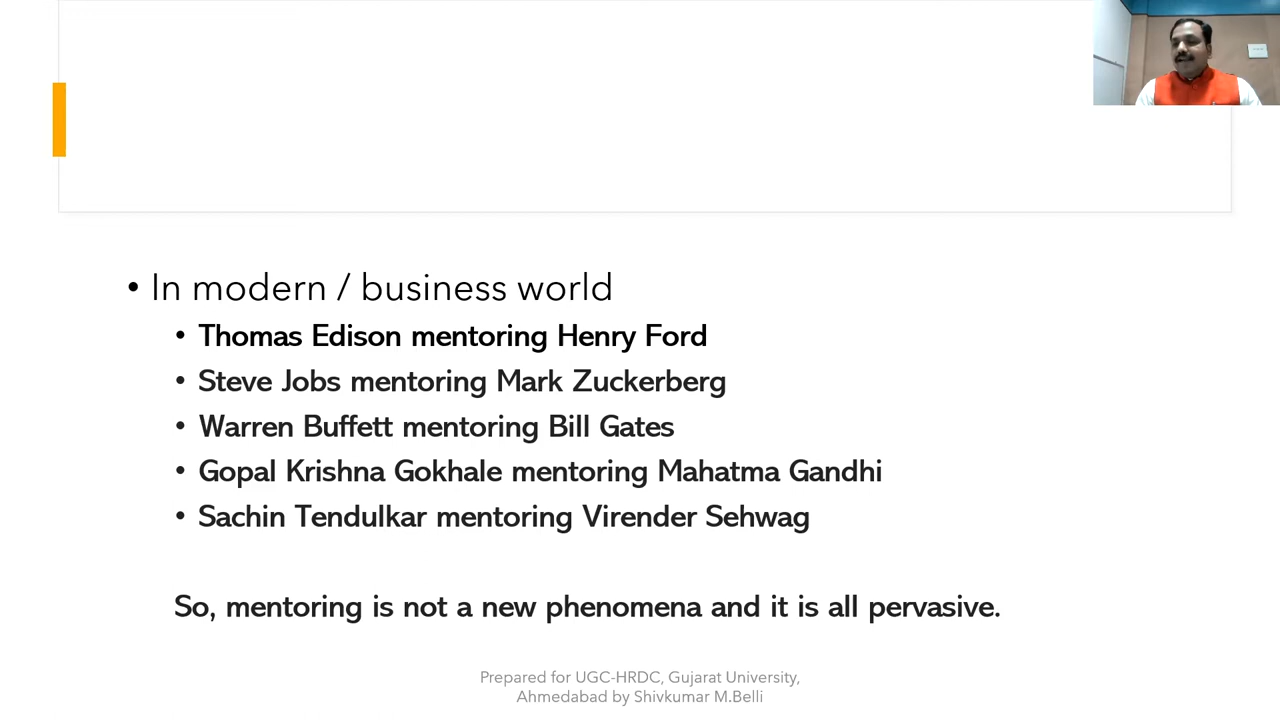 • In modern / business world
• Thomas Edison mentoring Henry Ford
• Steve Jobs mentoring Mark Zuckerberg
• Warren Buffett mentoring Bill Gates
• Gopal Krishna Gokhale mentoring Mahatma Gandhi
• Sachin Tendulkar mentoring Virender Sehwag
So, mentoring is not a new phenomena and it is all pervasive.
Prepared for UGC-HRDC, Gujarat University,
Ahmedabad by Shivkumar M.Belli